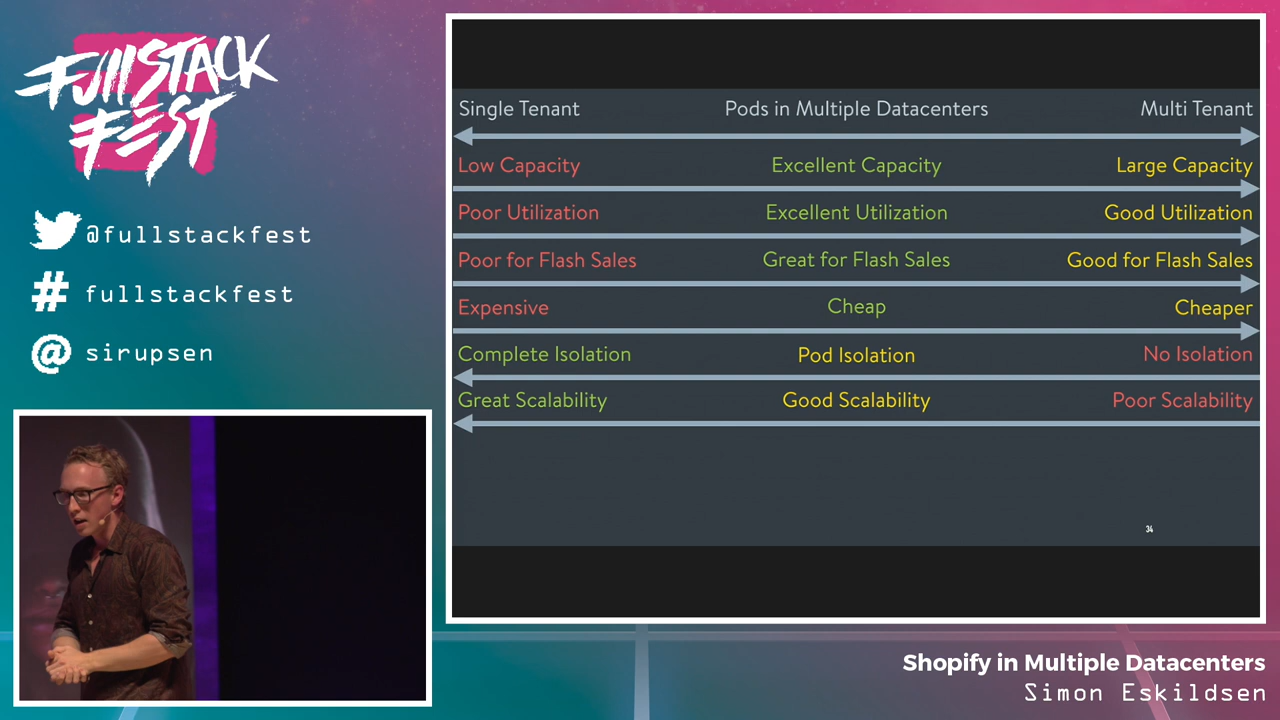 FullSTACK
FEST
@fullstackfest
# fullstackfest
@ sirupsen
Single Tenant Pods in Multiple Datacenters Multi Tenant
Low Capacity Excellent Capacity Large Capacity
Poor Utilization Excellent Utilization Good Utilization
Poor for Flash Sales Great for Flash Sales Good for Flash Sales
Expensive Cheap Cheaper
Complete Isolation Pod Isolation No Isolation
Great Scalability Good Scalability Poor Scalability
34
Shopify in Multiple Datacenters
Simon Eskildsen